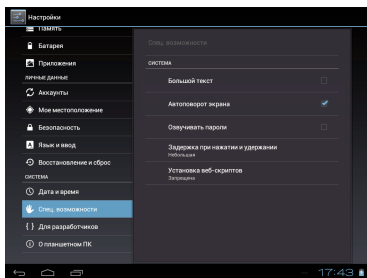 Настройки
Память
Батарея
Приложения
ЛИЧНЫЕ ДАННЫЕ
Аккаунты
Мое местоположение
Безопасность
Язык и ввод
Восстановление и сброс
СИСТЕМА
Дата и время
Спец. возможности
Для разработчиков
О планшетном ПК
Спец. возможности
СИСТЕМА
Большой текст
Автоповорот экрана
Озвучивать пароли
Задержка при нажатии и удержании
Небольшая
Установка веб-скриптов
Запрещена
17:43